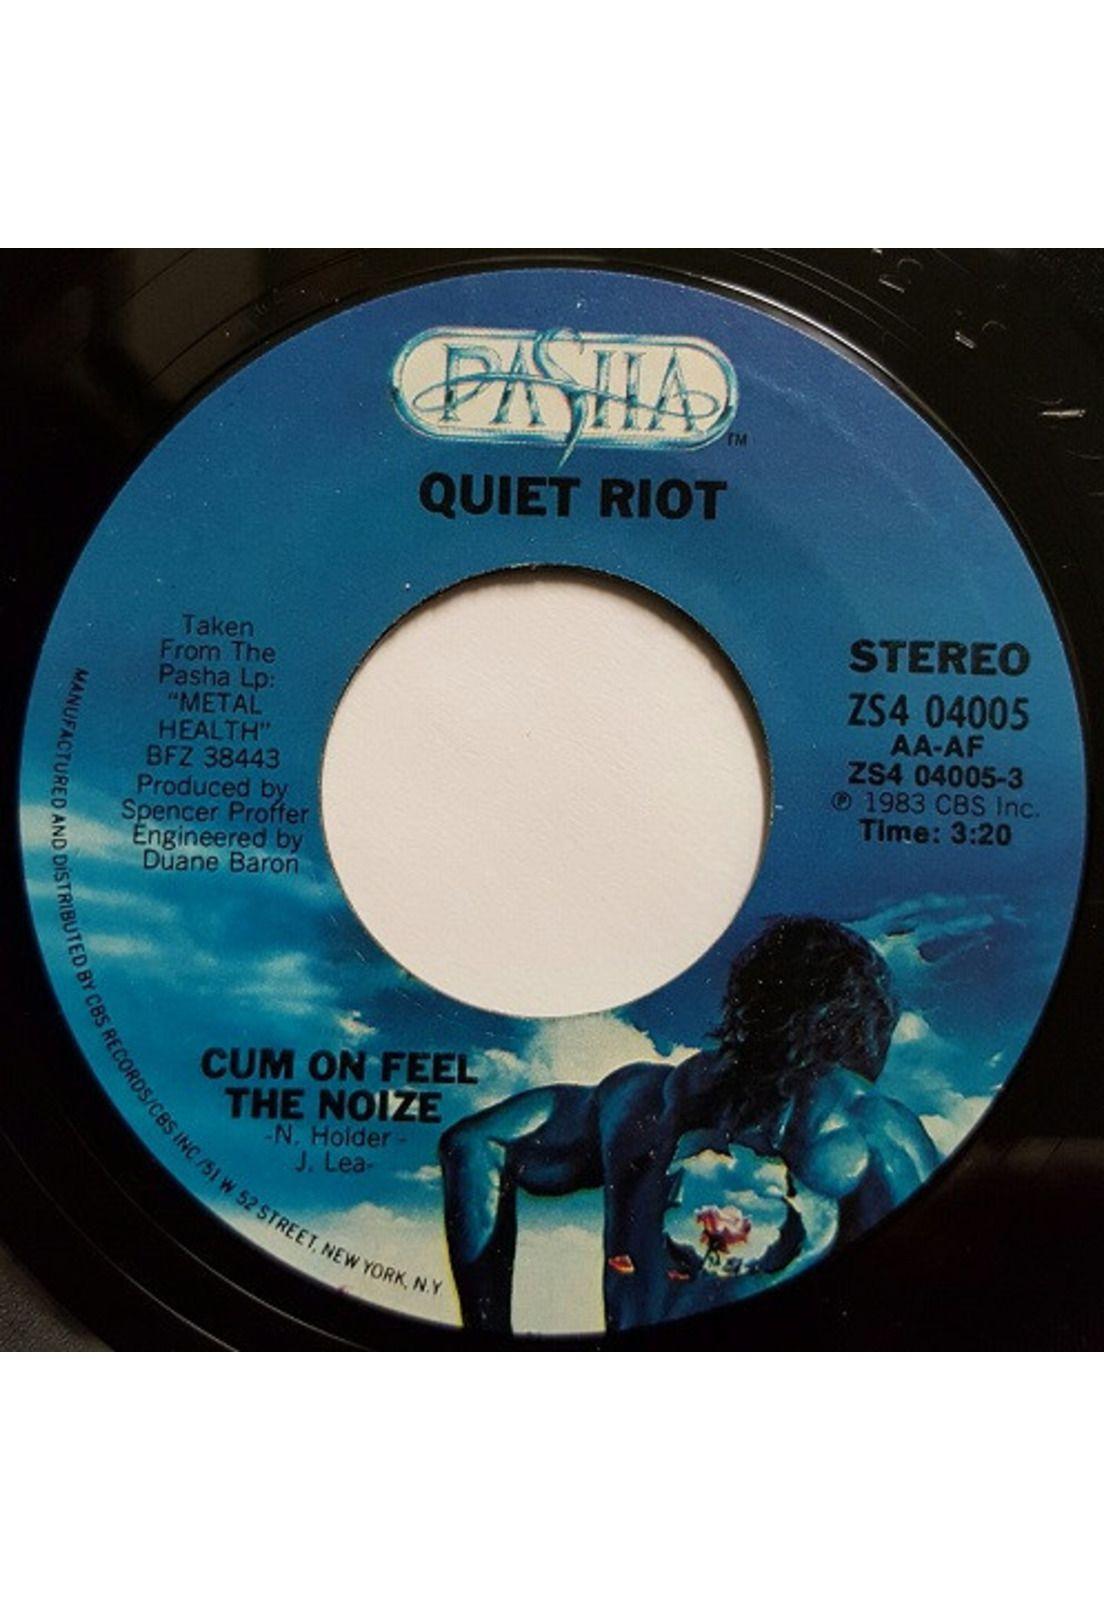 PASHA
TM
QUIET RIOT
Taken
From The
Pasha Lp:
"METAL
HEALTH"
BFZ 38443
Produced by
Spencer Proffer
Engineered by
Duane Baron
STEREO
ZS4 04005
AA-AF
ZS4 04005-3
℗ 1983 CBS Inc.
Time: 3:20
CUM ON FEEL
THE NOIZE
-N. Holder-
J. Lea-
MANUFACTURED AND DISTRIBUTED BY CBS RECORDS/CBS INC./51 W 52 STREET, NEW YORK, N.Y